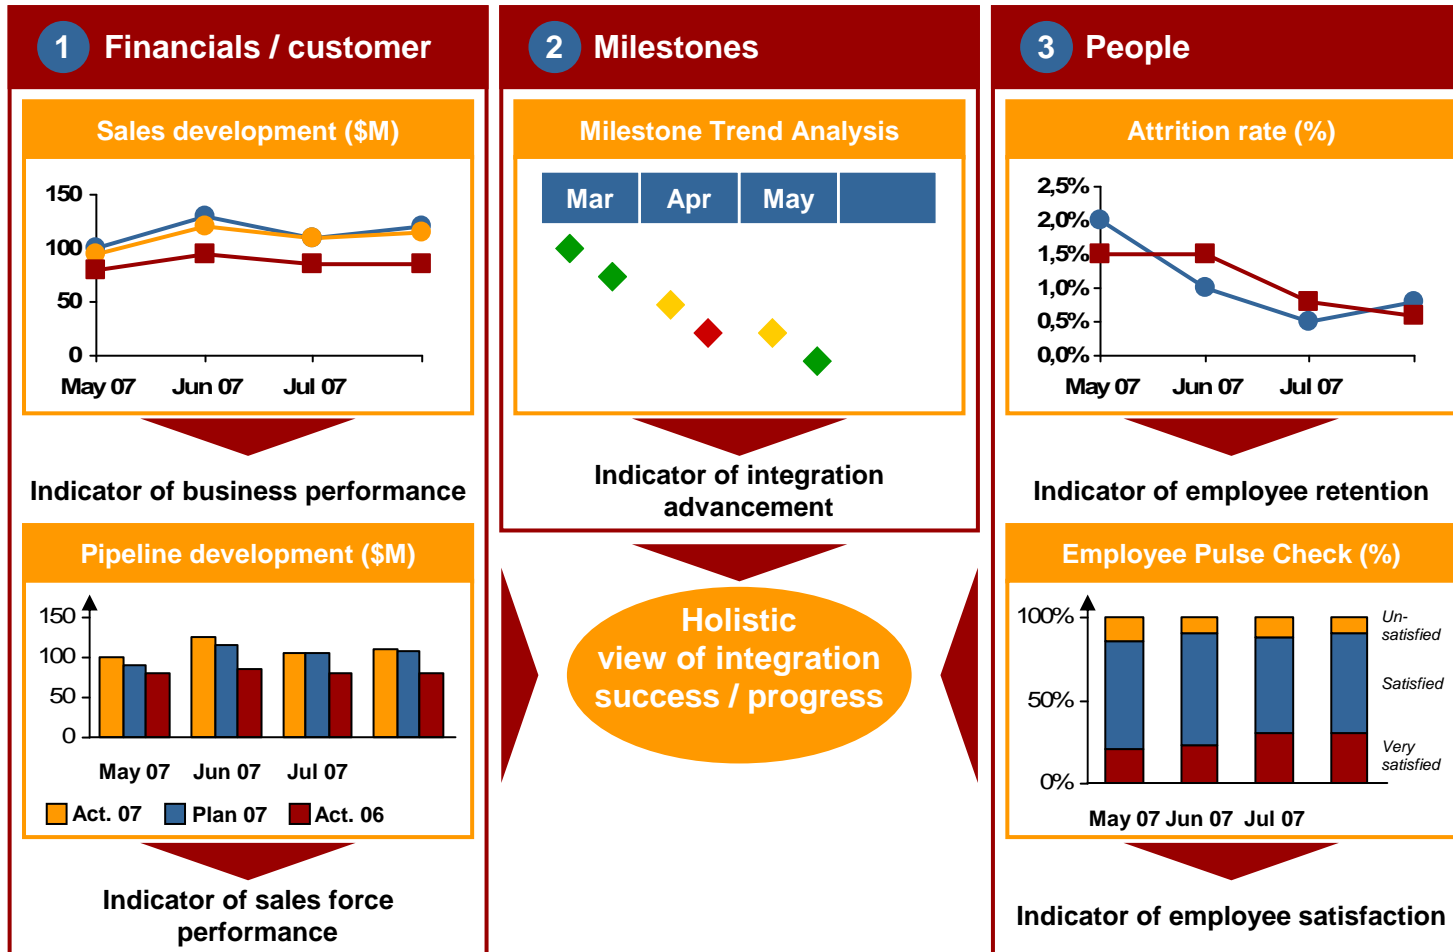 1 Financials / customer
Sales development ($M)
150
100
50
0
May 07 Jun 07 Jul 07
Indicator of business performance
Pipeline development ($M)
150
100
50
0
May 07 Jun 07 Jul 07
Act. 07 Plan 07 Act. 06
Indicator of sales force
performance
2 Milestones
Milestone Trend Analysis
Mar Apr May
Indicator of integration
advancement
Holistic
view of integration
success / progress
3 People
Attrition rate (%)
2,5%
2,0%
1,5%
1,0%
0,5%
0,0%
May 07 Jun 07 Jul 07
Indicator of employee retention
Employee Pulse Check (%)
100%
50%
0%
Un-
satisfied
Satisfied
Very
satisfied
May 07 Jun 07 Jul 07
Indicator of employee satisfaction